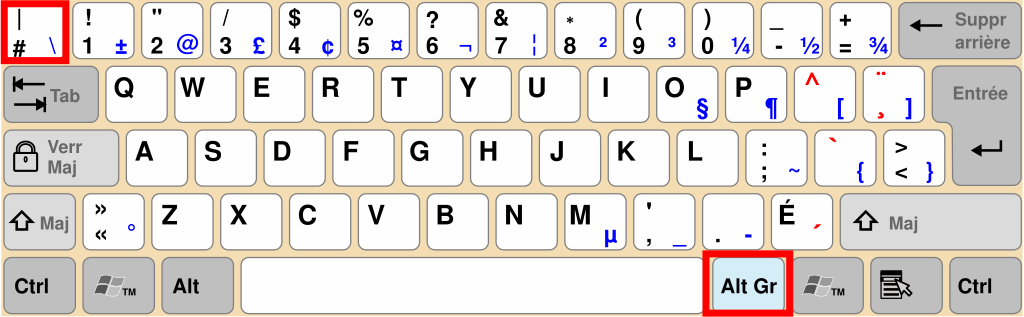 | ! " / $ % ? & * ( ) _ + Suppr
# \ 1 ± 2 @ 3 £ 4 ¢ 5 ¤ 6 ¬ 7 ¦ 8 ² 9 ³ 0 ¼ - ½ = ¾ arrière
Tab Q W E R T Y U I O § P ¶ ^ [ ¨ ¸ ] Entrée
Verr
Maj A S D F G H J K L : ; ~ ` { > < } 
Maj » « ° Z X C V B N M µ ' , _ . - É ´ Maj
Ctrl TM Alt Alt Gr TM Ctrl